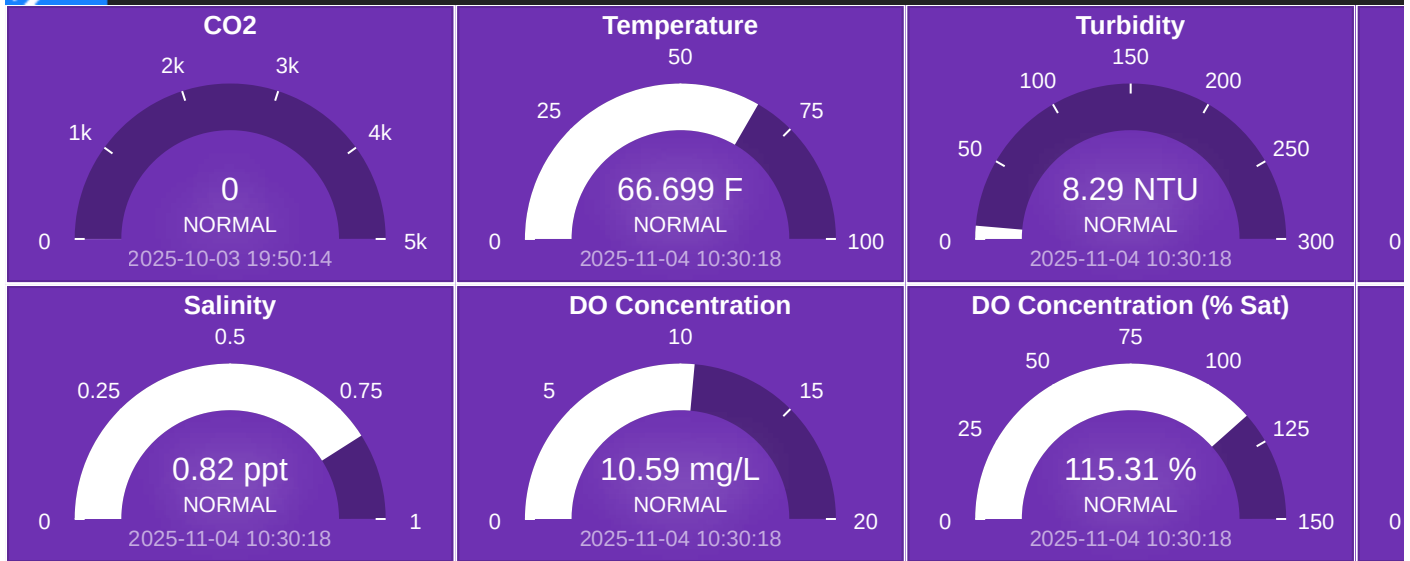 CO2
0
1k
2k
3k
4k
5k
0
NORMAL
2025-10-03 19:50:14
Temperature
0
25
50
75
100
66.699 F
NORMAL
2025-11-04 10:30:18
Turbidity
0
50
100
150
200
250
300
8.29 NTU
NORMAL
2025-11-04 10:30:18
0
Salinity
0
0.25
0.5
0.75
1
0.82 ppt
NORMAL
2025-11-04 10:30:18
DO Concentration
0
5
10
15
20
10.59 mg/L
NORMAL
2025-11-04 10:30:18
DO Concentration (% Sat)
0
25
50
75
100
125
150
115.31 %
NORMAL
2025-11-04 10:30:18
0